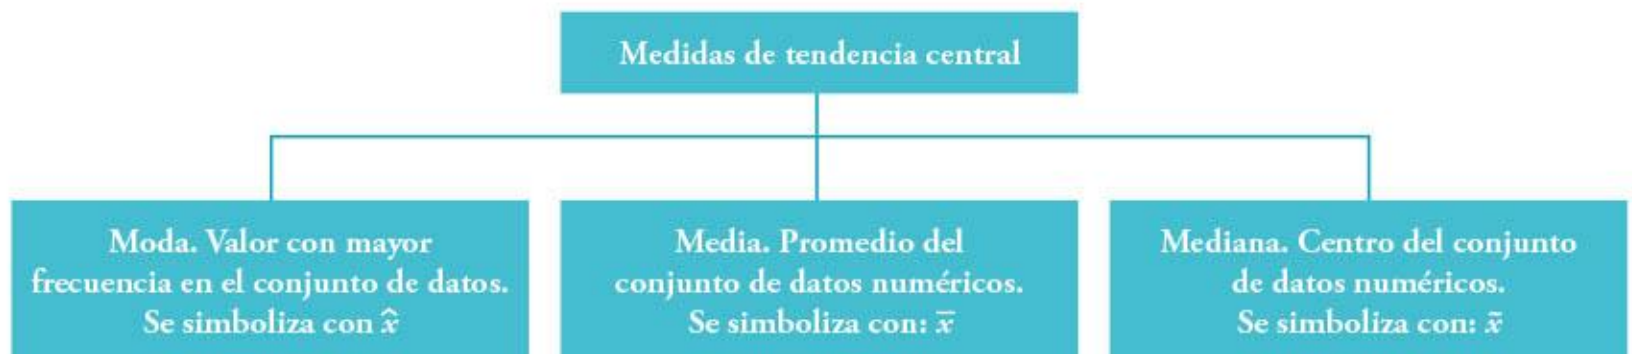 Medidas de tendencia central
Moda. Valor con mayor
frecuencia en el conjunto de datos.
Se simboliza con x̂
Media. Promedio del
conjunto de datos numéricos.
Se simboliza con: x̅
Mediana. Centro del conjunto
de datos numéricos.
Se simboliza con: x̃